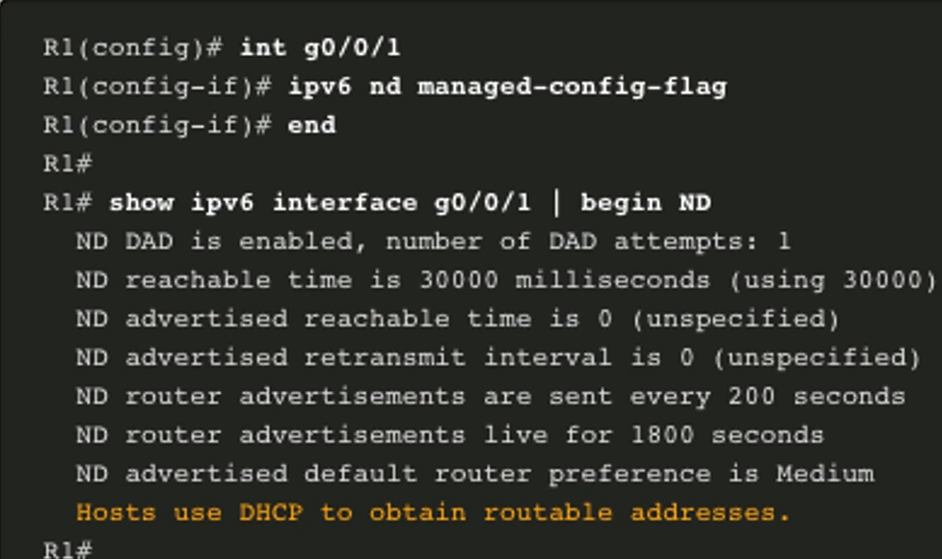 R1(config)# int g0/0/1
R1(config-if)# ipv6 nd managed-config-flag
R1(config-if)# end
R1#
R1# show ipv6 interface g0/0/1 | begin ND
ND DAD is enabled, number of DAD attempts: 1
ND reachable time is 30000 milliseconds (using 30000)
ND advertised reachable time is 0 (unspecified)
ND advertised retransmit interval is 0 (unspecified)
ND router advertisements are sent every 200 seconds
ND router advertisements live for 1800 seconds
ND advertised default router preference is Medium
Hosts use DHCP to obtain routable addresses.
R1#